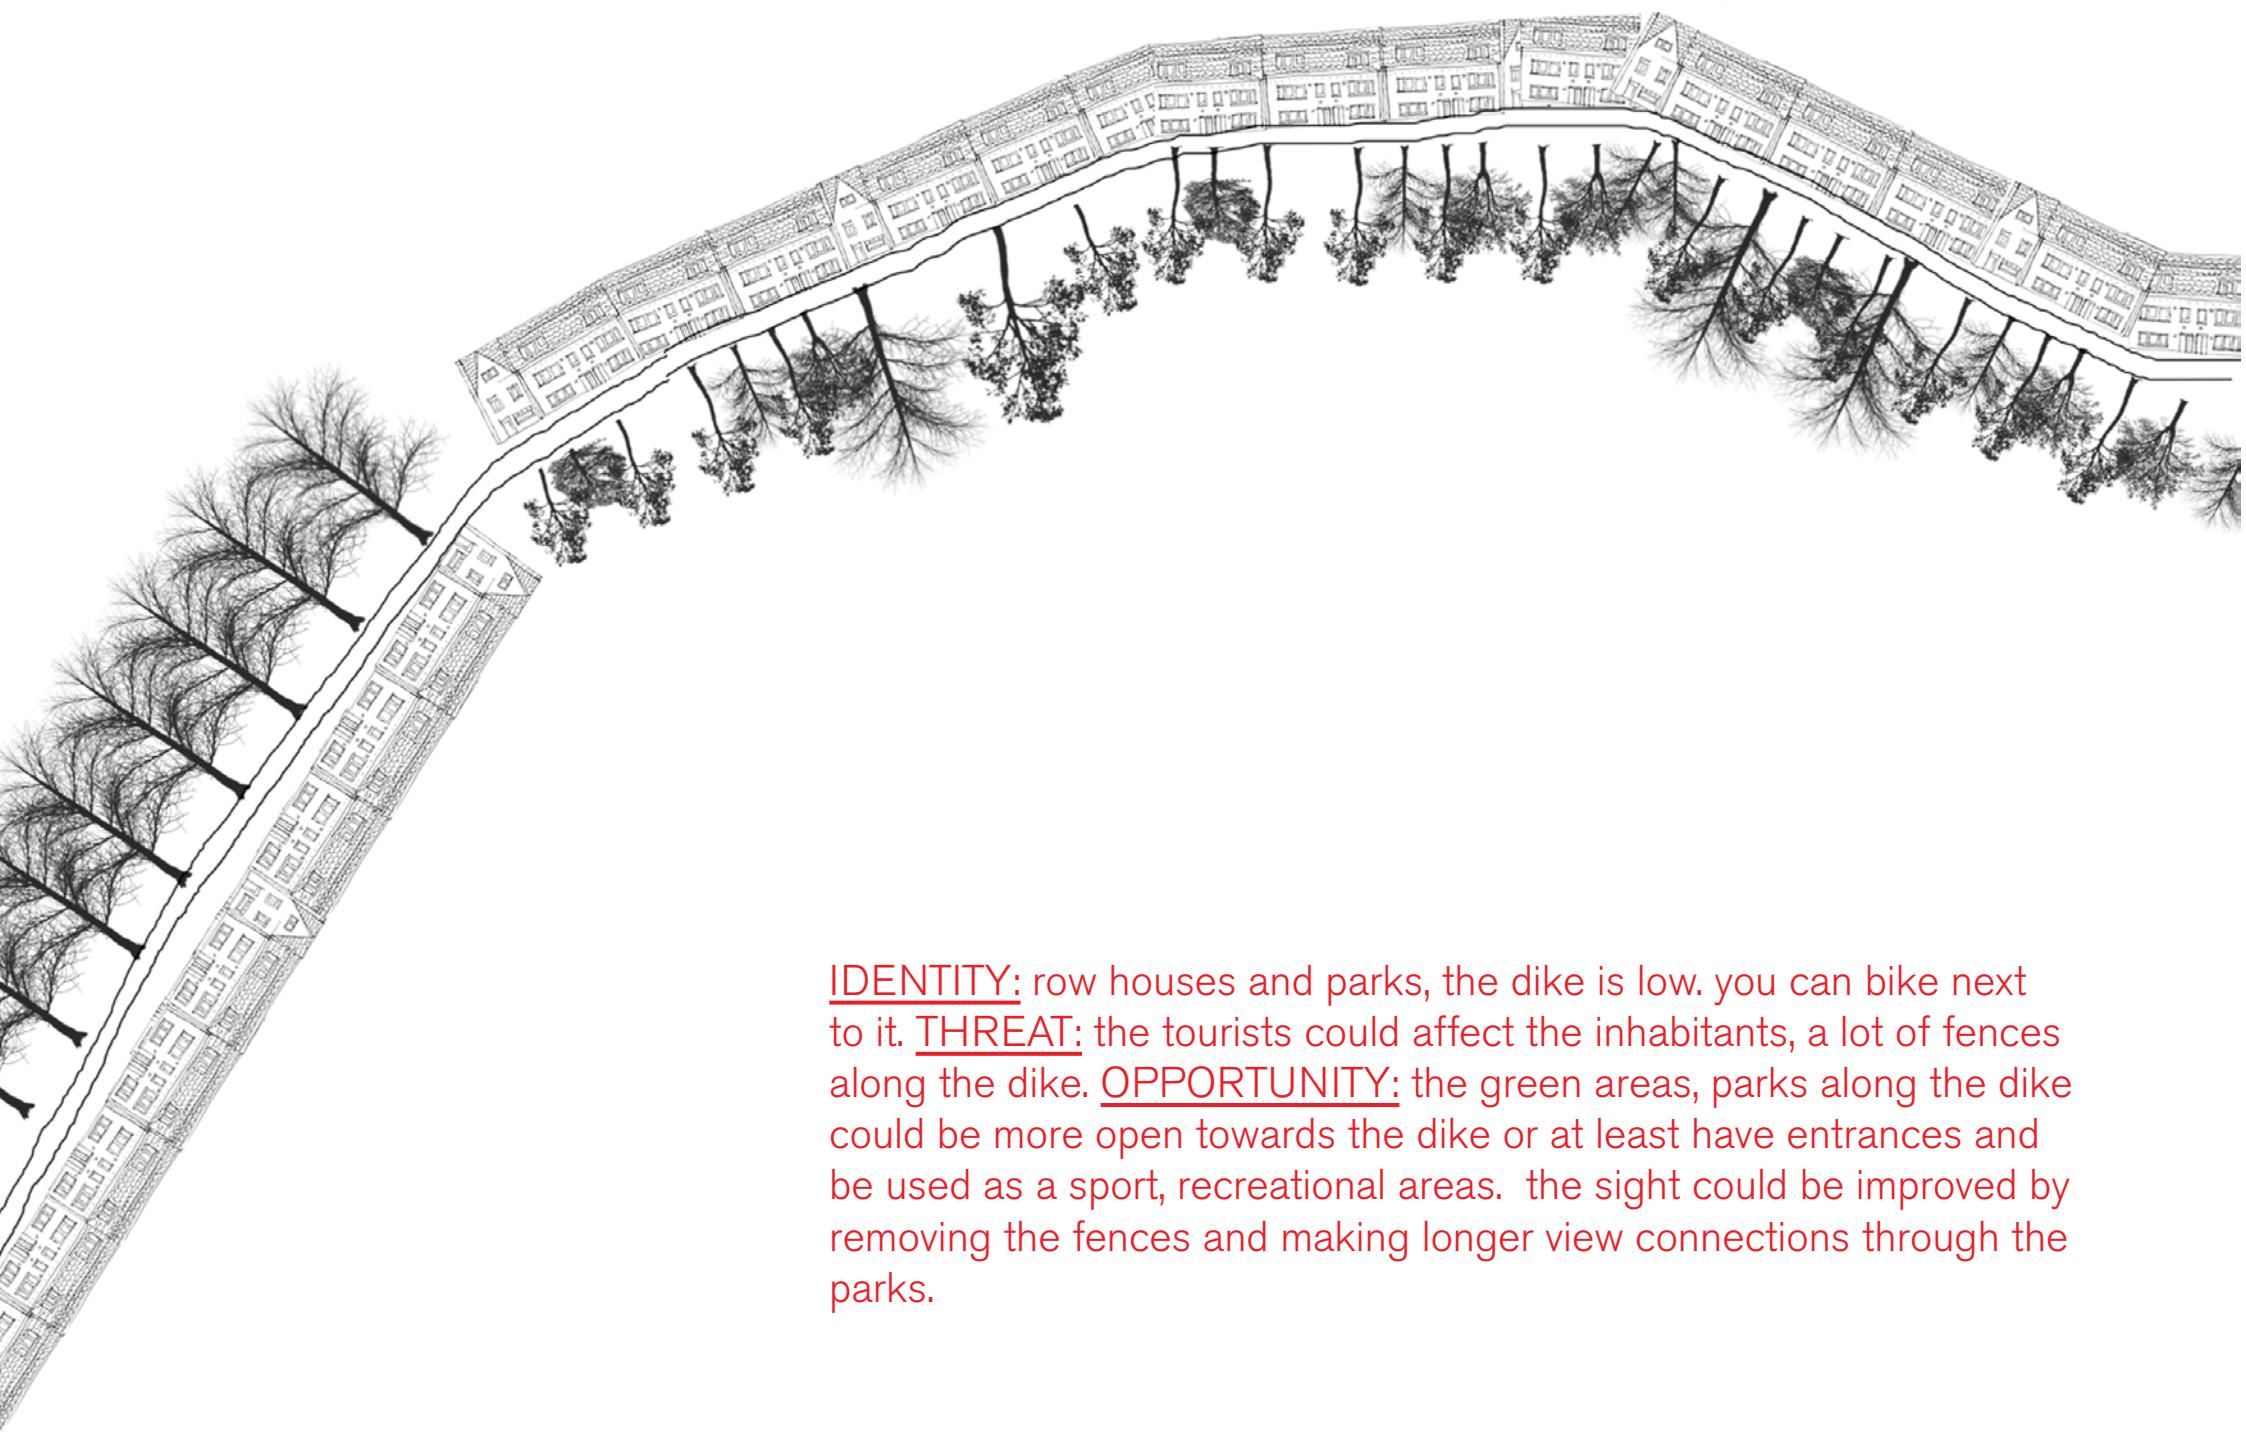 IDENTITY: row houses and parks, the dike is low. you can bike next
to it. THREAT: the tourists could affect the inhabitants, a lot of fences
along the dike. OPPORTUNITY: the green areas, parks along the dike
could be more open towards the dike or at least have entrances and
be used as a sport, recreational areas.  the sight could be improved by
removing the fences and making longer view connections through the
parks.